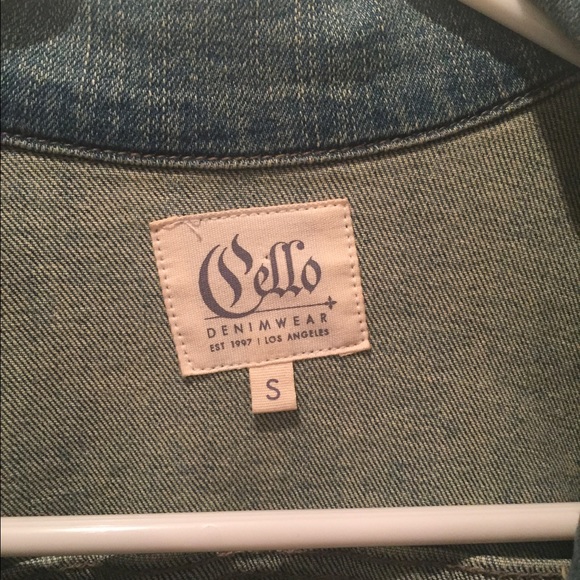 Cello
DENIMWEAR
EST 1997 | LOS ANGELES
S